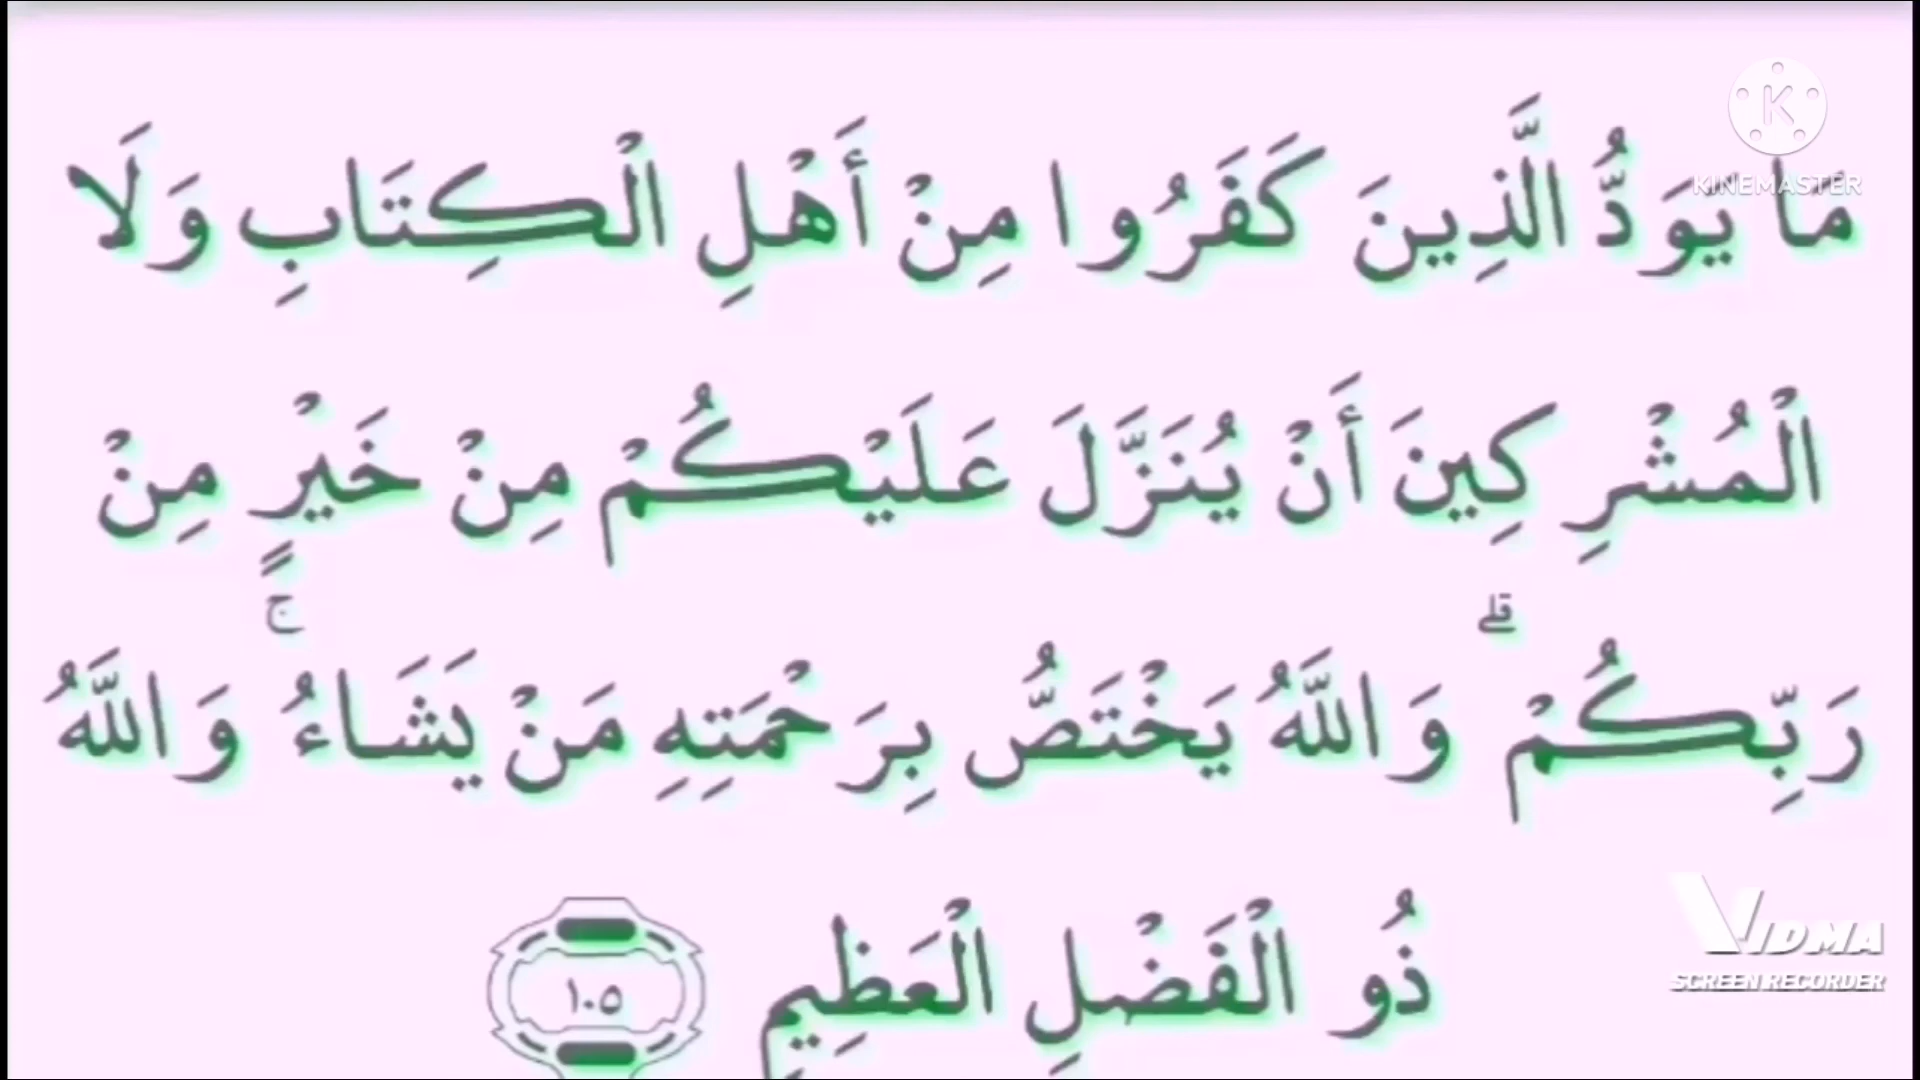 مَا يَوَدُّ الَّذِينَ كَفَرُوا مِنْ أَهْلِ الْكِتَابِ وَلَا
الْمُشْرِكِينَ أَنْ يُنَزَّلَ عَلَيْكُمْ مِنْ خَيْرٍ مِنْ
رَبِّكُمْ ۗ وَاللَّهُ يَخْتَصُّ بِرَحْمَتِهِ مَنْ يَشَاءُ ۚ وَاللَّهُ
ذُو الْفَضْلِ الْعَظِيمِ ١٠٥
KINEMASTER
VIDMA
SCREEN RECORDER